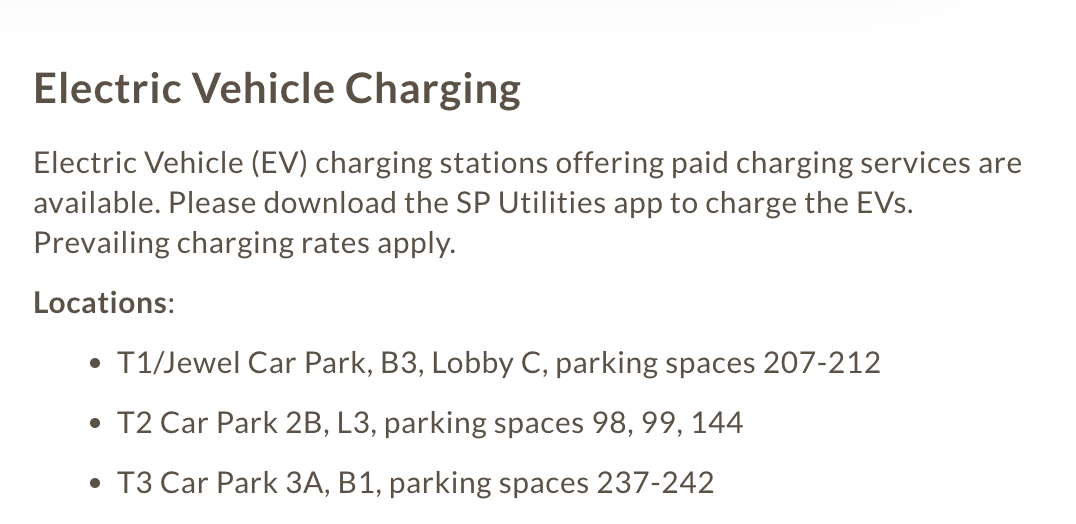 Electric Vehicle Charging
Electric Vehicle (EV) charging stations offering paid charging services are
available. Please download the SP Utilities app to charge the EVs.
Prevailing charging rates apply.
Locations:
• T1/Jewel Car Park, B3, Lobby C, parking spaces 207-212
• T2 Car Park 2B, L3, parking spaces 98, 99, 144
• T3 Car Park 3A, B1, parking spaces 237-242